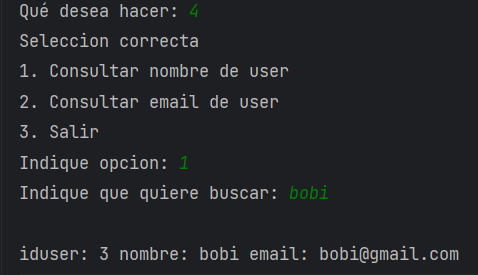 Qué desea hacer: 4
Seleccion correcta
1. Consultar nombre de user
2. Consultar email de user
3. Salir
Indique opcion: 1
Indique que quiere buscar: bobi
iduser: 3 nombre: bobi email: bobi@gmail.com